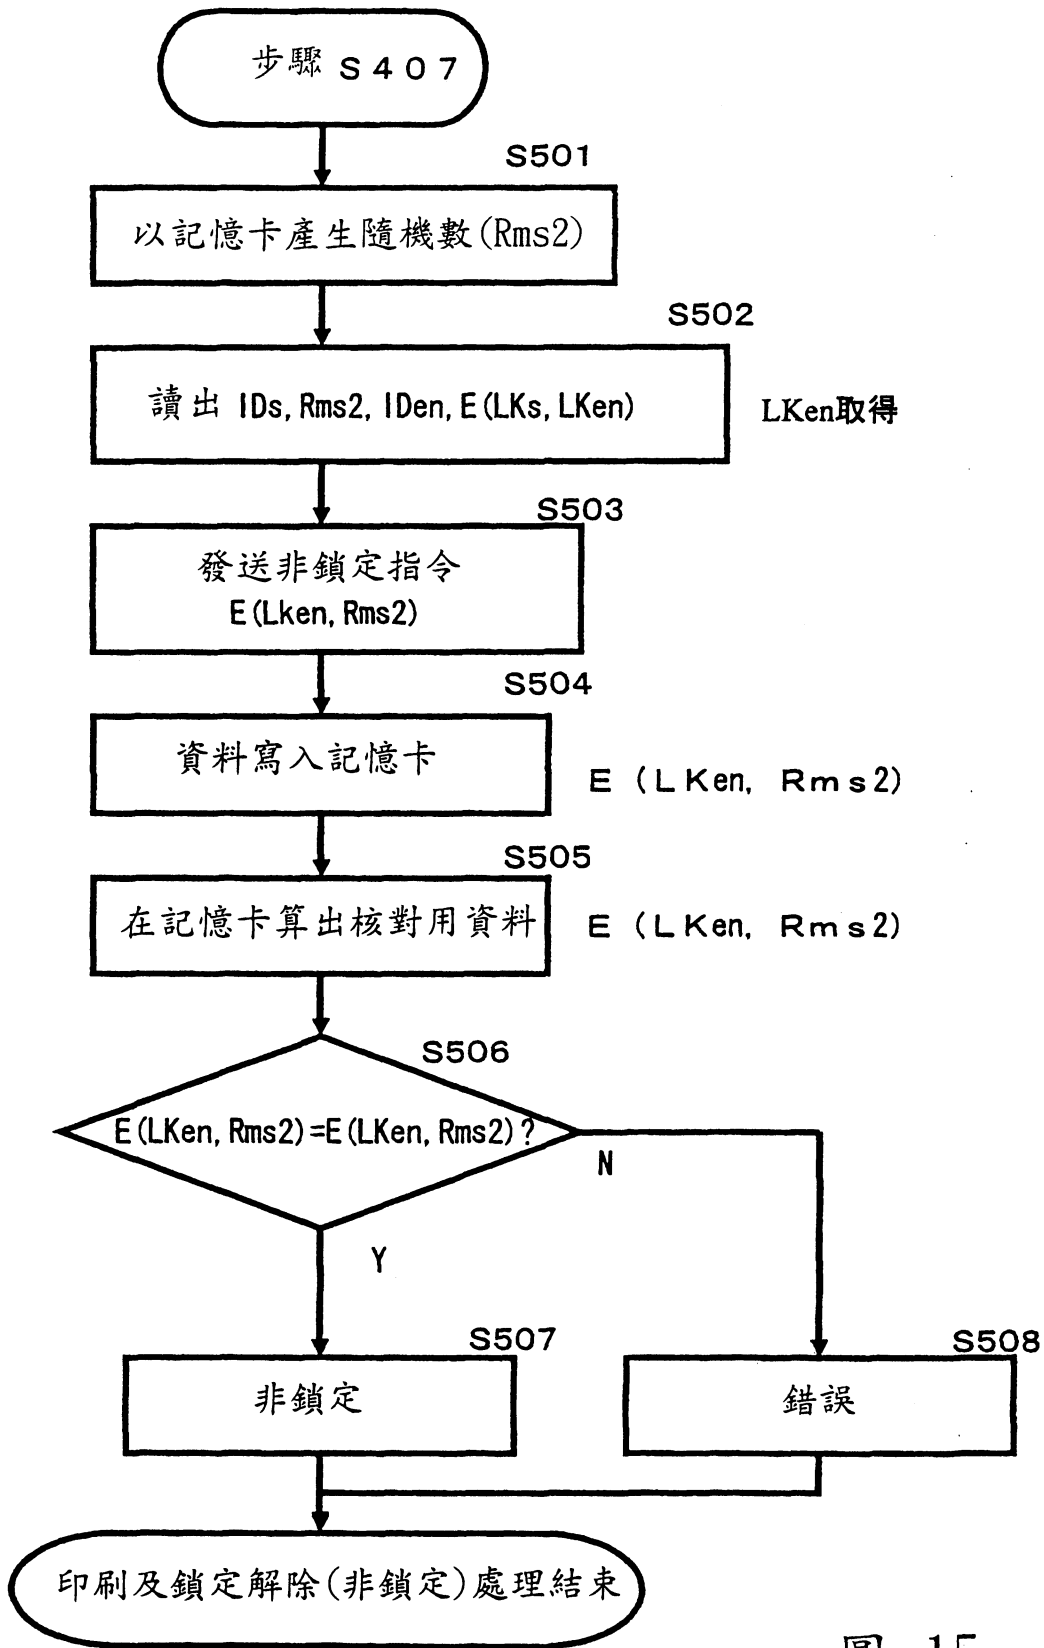 步驟 S407
S501
以記憶卡產生隨機數(Rms2)
S502
讀出 IDs, Rms2, IDen, E(LKs, LKen)
LKen取得
S503
發送非鎖定指令
E(Lken, Rms2)
S504
資料寫入記憶卡
E (LKen, Rms2)
S505
在記憶卡算出核對用資料
E (LKen, Rms2)
S506
E(LKen, Rms2)=E(LKen, Rms2)?
N
Y
S507
非鎖定
S508
錯誤
印刷及鎖定解除(非鎖定)處理結束
圖 15